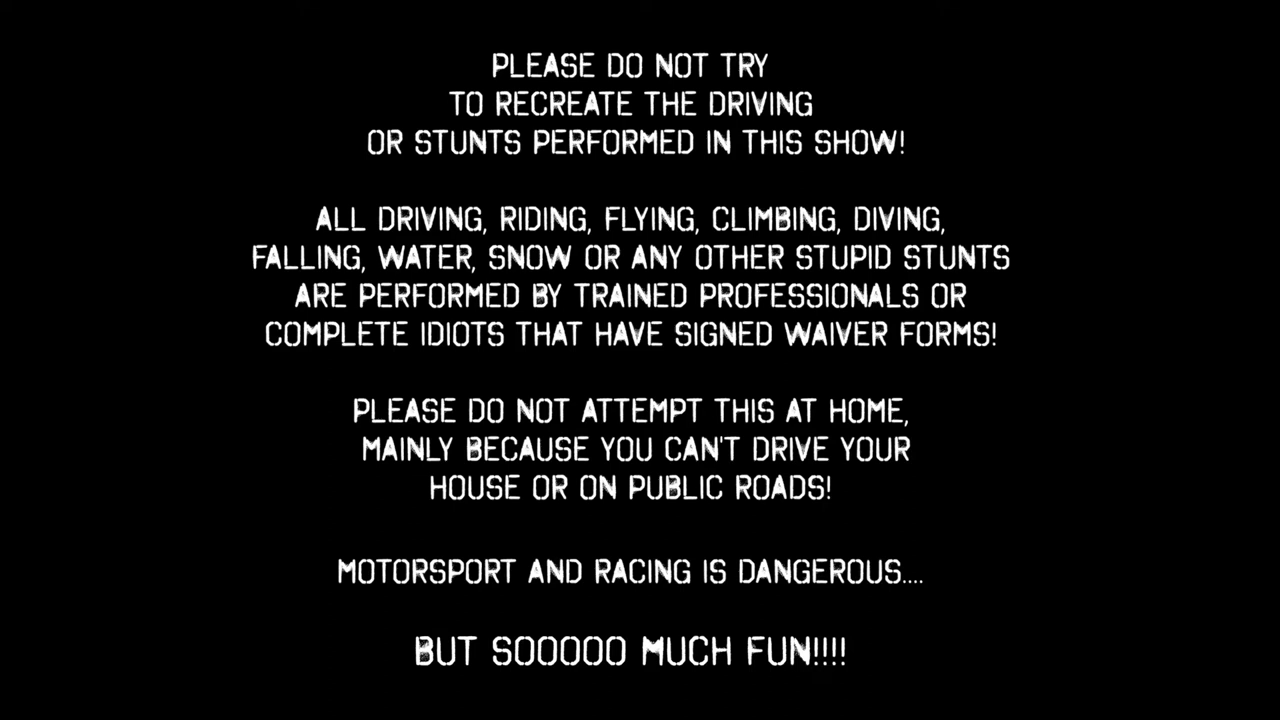 PLEASE DO NOT TRY
TO RECREATE THE DRIVING
OR STUNTS PERFORMED IN THIS SHOW!
ALL DRIVING, RIDING, FLYING, CLIMBING, DIVING,
FALLING, WATER, SNOW OR ANY OTHER STUPID STUNTS
ARE PERFORMED BY TRAINED PROFESSIONALS OR
COMPLETE IDIOTS THAT HAVE SIGNED WAIVER FORMS!
PLEASE DO NOT ATTEMPT THIS AT HOME,
MAINLY BECAUSE YOU CAN'T DRIVE YOUR
HOUSE OR ON PUBLIC ROADS!
MOTORSPORT AND RACING IS DANGEROUS....
BUT SOOOOO MUCH FUN!!!!